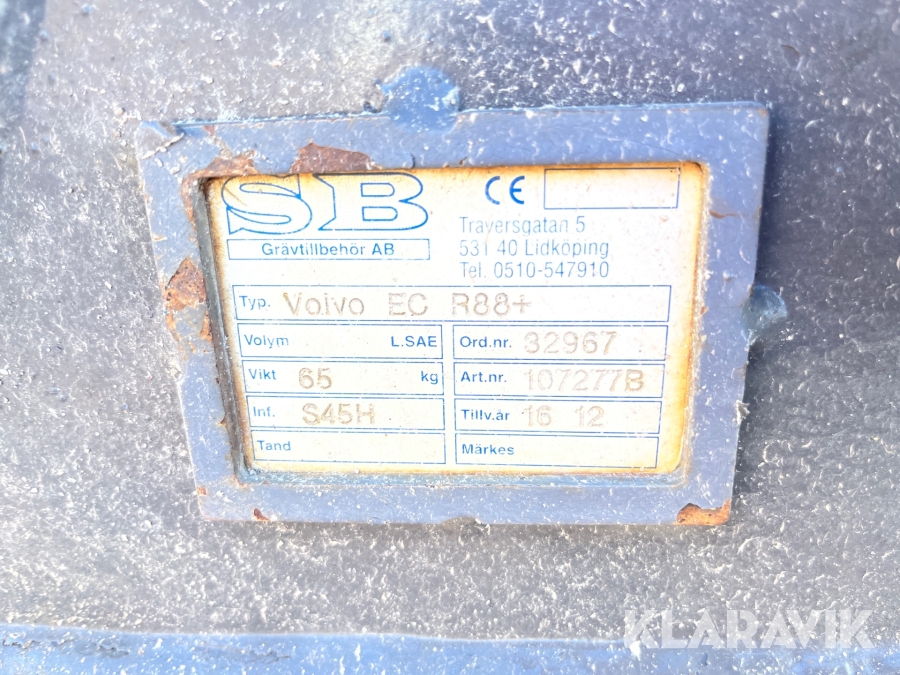 SB
Grävtillbehör AB
CE
Traversgatan 5
531 40 Lidköping
Tel. 0510-547910
Typ. Volvo EC R88+
Volym L.SAE
Ord.nr. 32967
Vikt 65 kg
Art.nr. 107277B
Inf. S45H
Tillv.år 16 12
Tand
Märkes
KLARAVIK